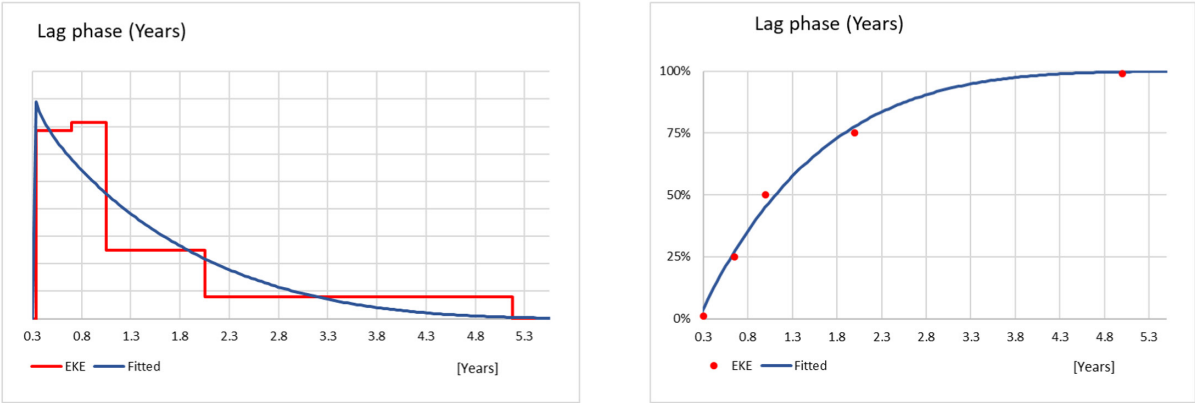 Lag phase (Years)
0.3 0.8 1.3 1.8 2.3 2.8 3.3 3.8 4.3 4.8 5.3
EKE Fitted [Years]
Lag phase (Years)
100%
75%
50%
25%
0%
0.3 0.8 1.3 1.8 2.3 2.8 3.3 3.8 4.3 4.8 5.3
EKE Fitted [Years]